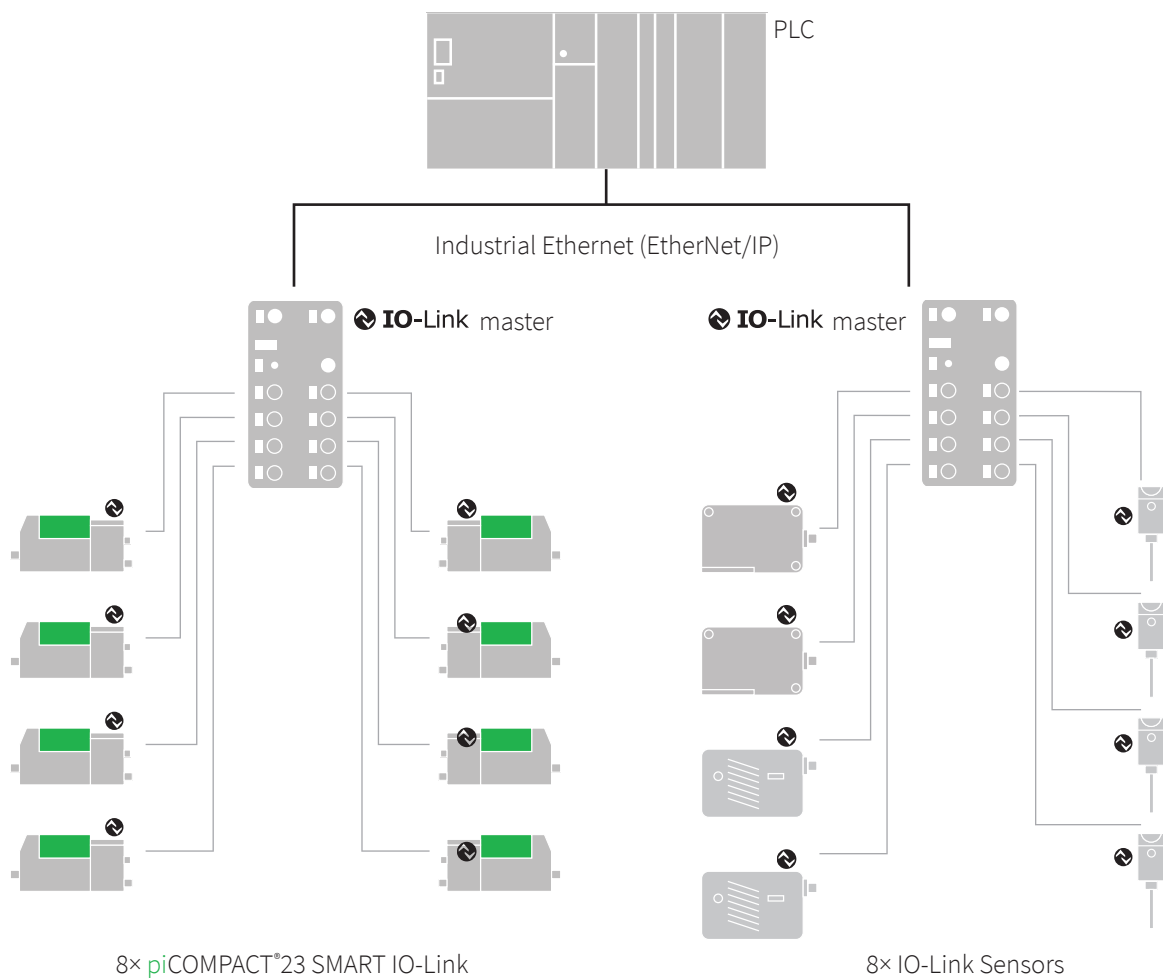 PLC
Industrial Ethernet (EtherNet/IP)
IO-Link master
IO-Link master
8× piCOMPACT®23 SMART IO-Link
8× IO-Link Sensors